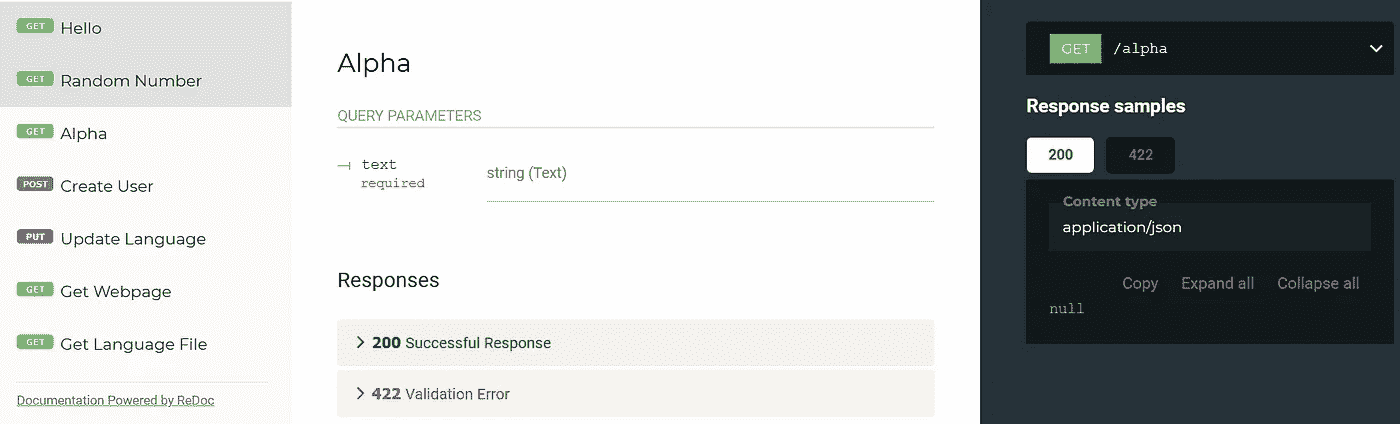 GET Hello
GET Random Number
GET Alpha
POST Create User
PUT Update Language
GET Get Webpage
GET Get Language File
Documentation Powered by ReDoc
Alpha
QUERY PARAMETERS
text
required
string (Text)
Responses
200 Successful Response
422 Validation Error
GET /alpha
Response samples
200 422
Content type
application/json
Copy Expand all Collapse all
null